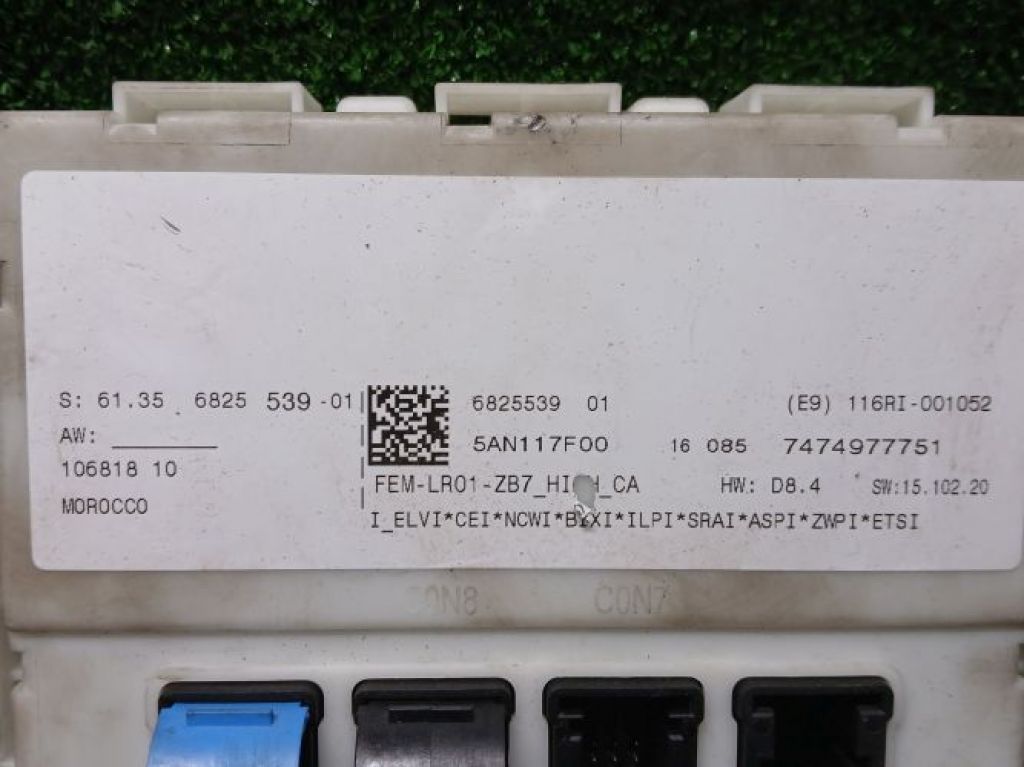 S: 61.35 6825 539 -01
AW:
106818 10
MOROCCO
6825539 01 (E9) 116RI-001052
5AN117F00 16 085 7474977751
HW: D8.4 SW:15.102.20
I_ELVI*CEI*NCWI*BYXI*ILPI*SRAI*ASPI*ZWPI*ETSI
CON7